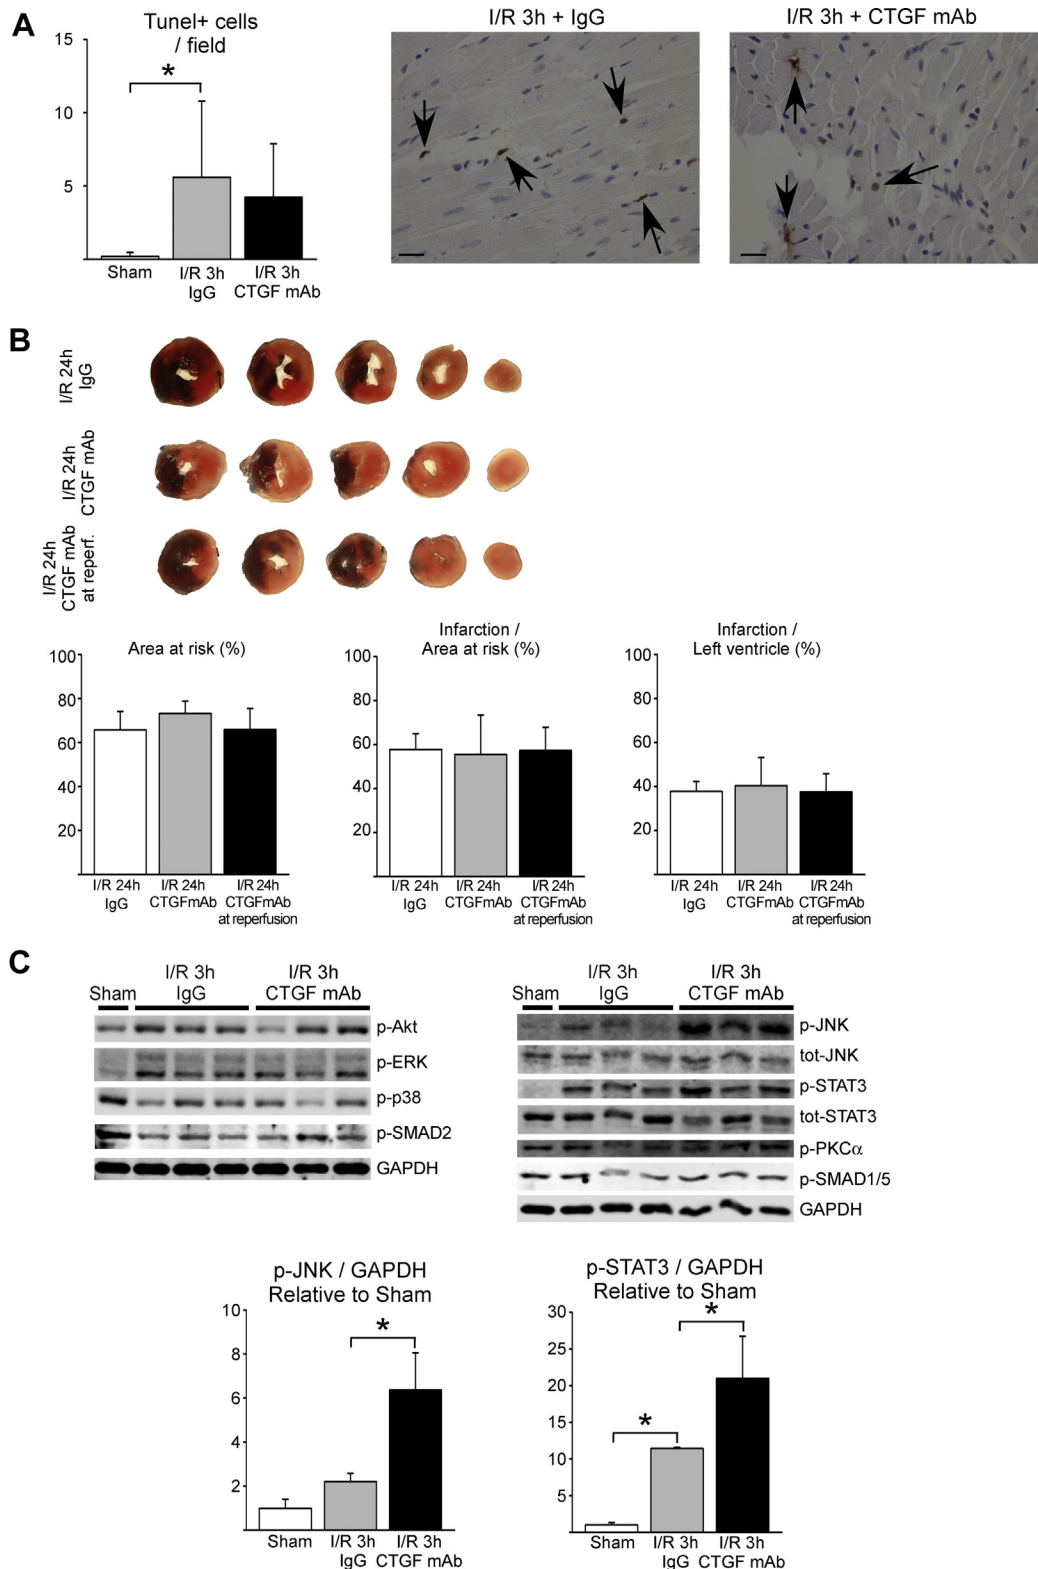 A
Tunel+ cells
/ field
15
10
5
*
Sham
I/R 3h
IgG
I/R 3h
CTGF mAb
I/R 3h + IgG
I/R 3h + CTGF mAb
B
I/R 24h
IgG
I/R 24h
CTGF mAb
I/R 24h
CTGF mAb
at reperf.
Area at risk (%)
100
80
60
40
20
I/R 24h
IgG
I/R 24h
CTGFmAb
I/R 24h
CTGFmAb
at reperfusion
Infarction /
Area at risk (%)
100
80
60
40
20
I/R 24h
IgG
I/R 24h
CTGFmAb
I/R 24h
CTGFmAb
at reperfusion
Infarction /
Left ventricle (%)
100
80
60
40
20
I/R 24h
IgG
I/R 24h
CTGFmAb
I/R 24h
CTGFmAb
at reperfusion
C
Sham
I/R 3h
IgG
I/R 3h
CTGF mAb
p-Akt
p-ERK
p-p38
p-SMAD2
GAPDH
Sham
I/R 3h
IgG
I/R 3h
CTGF mAb
p-JNK
tot-JNK
p-STAT3
tot-STAT3
p-PKCα
p-SMAD1/5
GAPDH
p-JNK / GAPDH
Relative to Sham
10
8
6
4
2
*
Sham
I/R 3h
IgG
I/R 3h
CTGF mAb
p-STAT3 / GAPDH
Relative to Sham
30
25
20
15
10
5
*
*
Sham
I/R 3h
IgG
I/R 3h
CTGF mAb